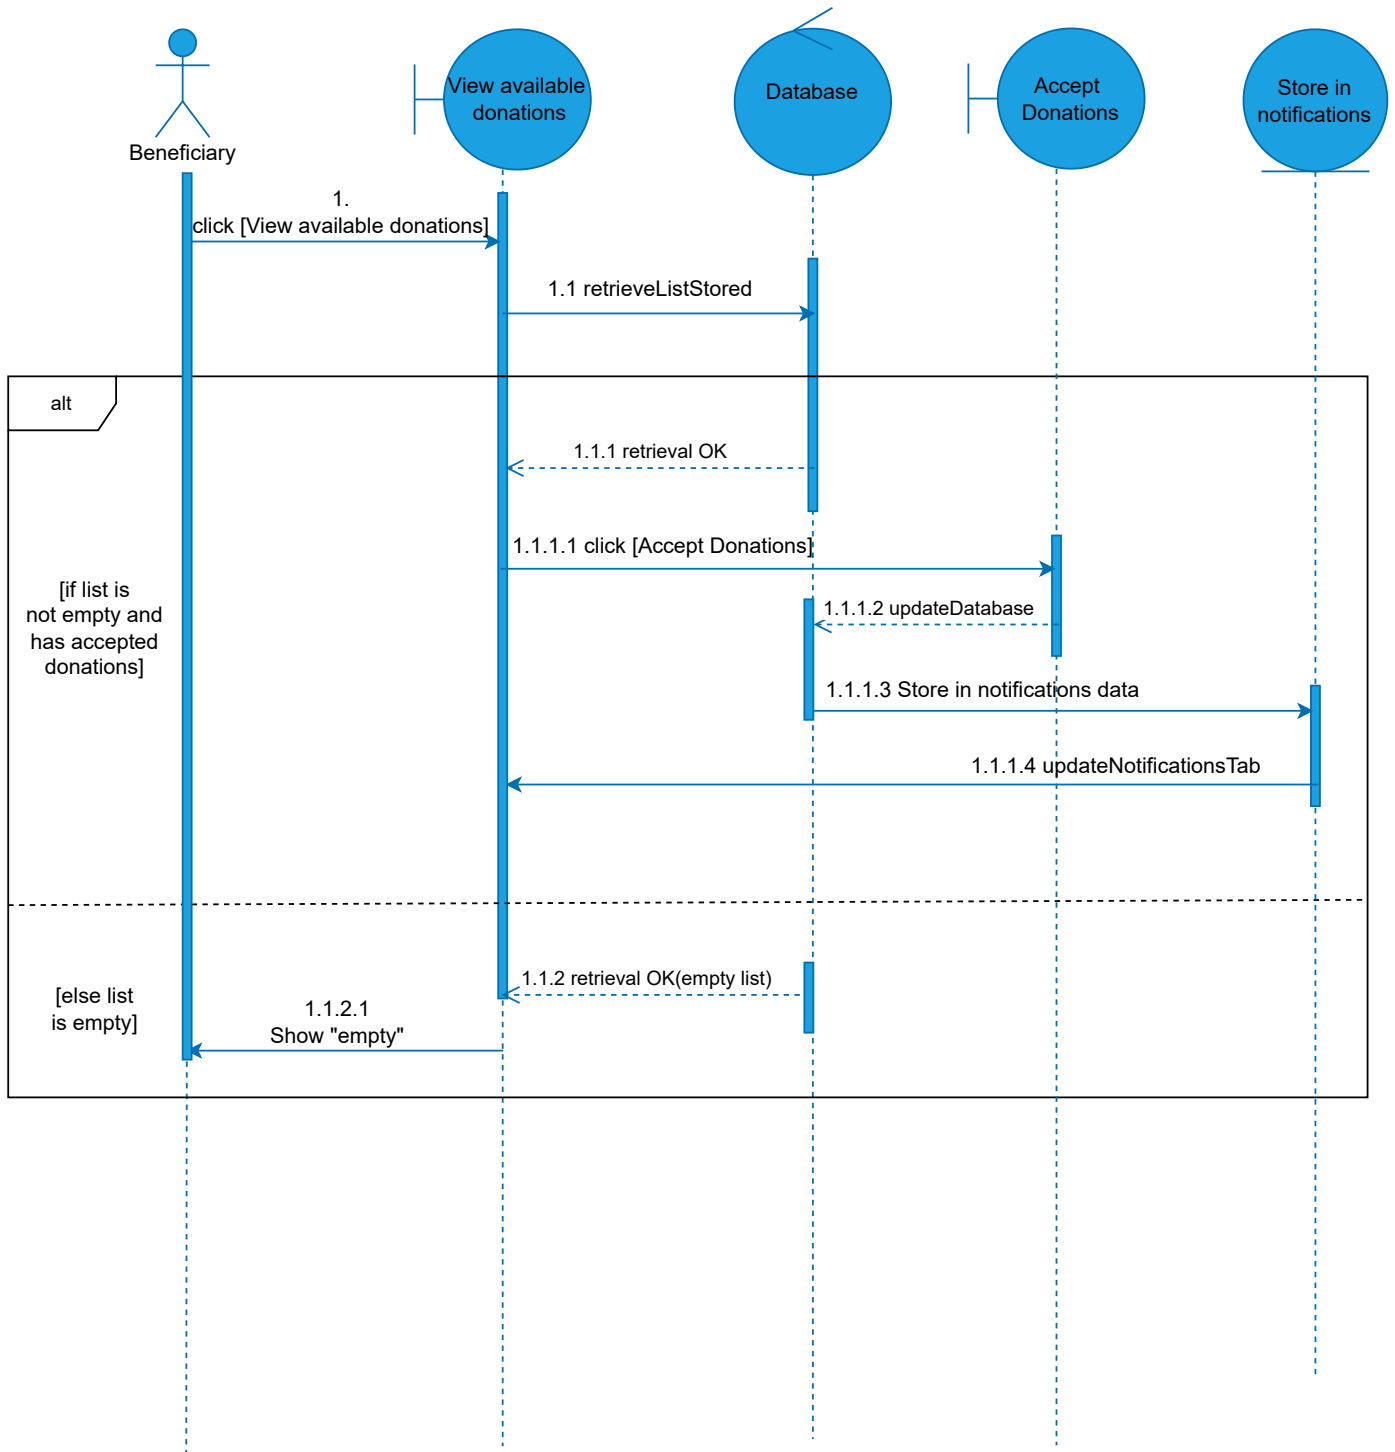 View available
donations
Database
Accept
Donations
Store in
notifications
Beneficiary
1.
click [View available donations]
1.1 retrieveListStored
alt
1.1.1 retrieval OK
1.1.1.1 click [Accept Donations]
[if list is
not empty and
has accepted
donations]
1.1.1.2 updateDatabase
1.1.1.3 Store in notifications data
1.1.1.4 updateNotificationsTab
1.1.2 retrieval OK(empty list)
[else list
is empty]
1.1.2.1
Show "empty"